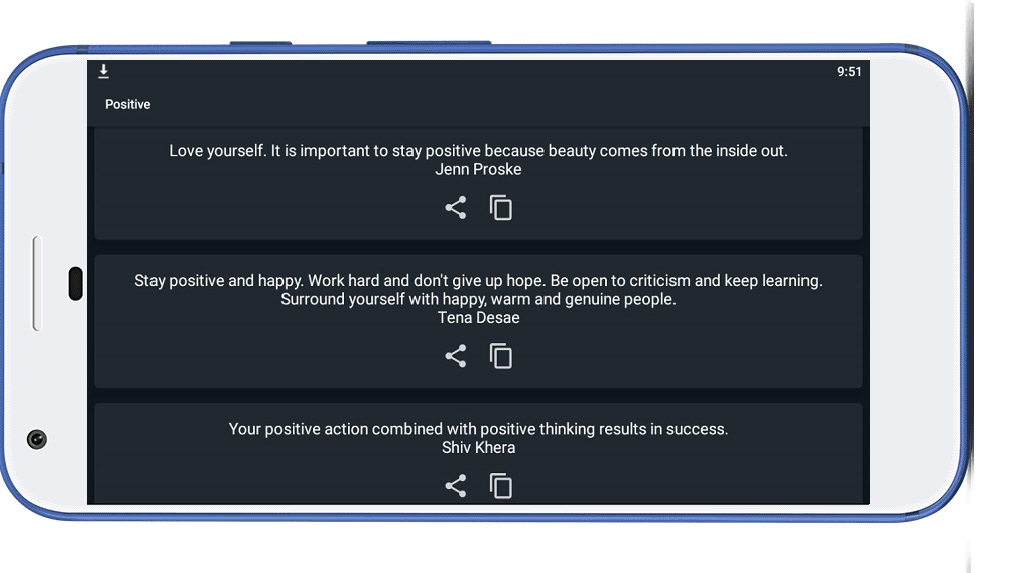 9:51
Positive
Love yourself. It is important to stay positive because beauty comes from the inside out.
Jenn Proske
Stay positive and happy. Work hard and don't give up hope. Be open to criticism and keep learning.
Surround yourself with happy, warm and genuine people.
Tena Desae
Your positive action combined with positive thinking results in success.
Shiv Khera